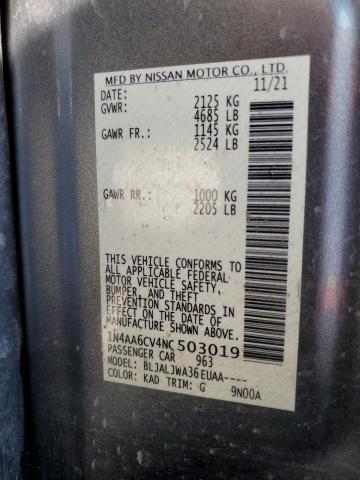 MFD BY NISSAN MOTOR CO., LTD.
DATE: 11/21
GVWR: 2125 KG
4685 LB
GAWR FR.: 1145 KG
2524 LB
GAWR RR.: 1000 KG
2205 LB
THIS VEHICLE CONFORMS TO
ALL APPLICABLE FEDERAL
MOTOR VEHICLE SAFETY,
BUMPER, AND THEFT
PREVENTION STANDARDS IN
EFFECT ON THE DATE OF
MANUFACTURE SHOWN ABOVE.
1N4AA6CV4NC503019
PASSENGER CAR 963
MODEL: BLJALJWA36EUAA----
COLOR: KAD TRIM: G 9N00A